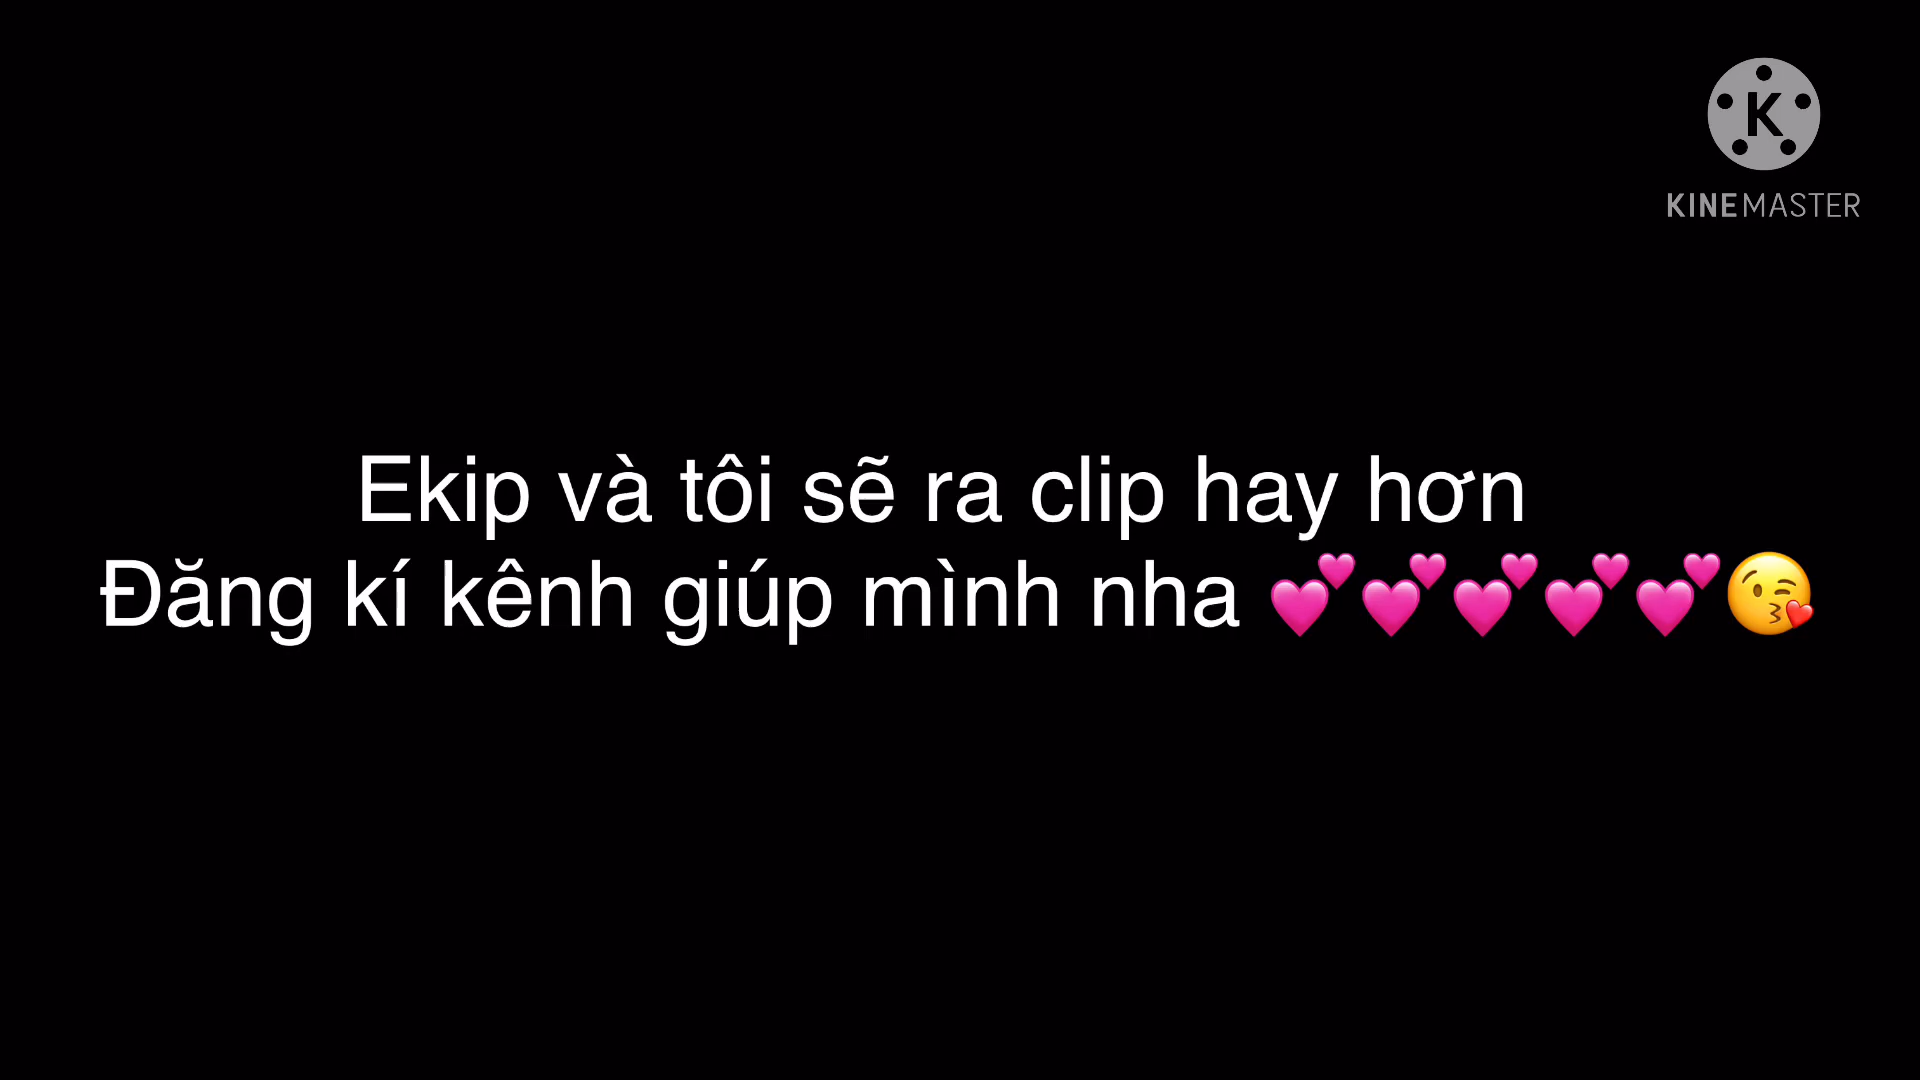 KINEMASTER
Ekip và tôi sẽ ra clip hay hơn
Đăng kí kênh giúp mình nha 💕💕💕💕💕😘